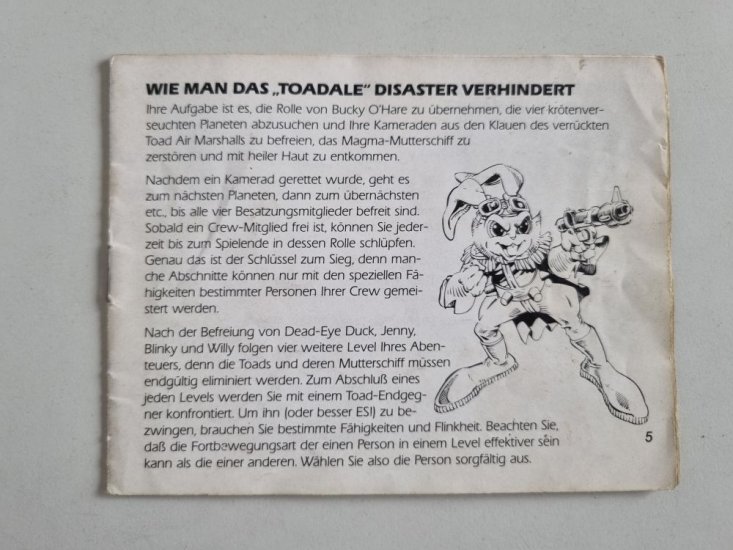 WIE MAN DAS „TOADALE" DISASTER VERHINDERT
Ihre Aufgabe ist es, die Rolle von Bucky O'Hare zu übernehmen, die vier krötenver-
seuchten Planeten abzusuchen und Ihre Kameraden aus den Klauen des verrückten
Toad Air Marshalls zu befreien, das Magma-Mutterschiff zu
zerstören und mit heiler Haut zu entkommen.
Nachdem ein Kamerad gerettet wurde, geht es
zum nächsten Planeten, dann zum übernächsten
etc., bis alle vier Besatzungsmitglieder befreit sind.
Sobald ein Crew-Mitglied frei ist, können Sie jeder-
zeit bis zum Spielende in dessen Rolle schlüpfen.
Genau das ist der Schlüssel zum Sieg, denn man-
che Abschnitte können nur mit den speziellen Fä-
higkeiten bestimmter Personen Ihrer Crew gemei-
stert werden.
Nach der Befreiung von Dead-Eye Duck, Jenny,
Blinky und Willy folgen vier weitere Level Ihres Aben-
teuers, denn die Toads und deren Mutterschiff müssen
endgültig eliminiert werden. Zum Abschluß eines
jeden Levels werden Sie mit einem Toad-Endgeg-
ner konfrontiert. Um ihn (oder besser ES!) zu be-
zwingen, brauchen Sie bestimmte Fähigkeiten und Flinkheit. Beachten Sie,
daß die Fortbewegungsart der einen Person in einem Level effektiver sein
kann als die einer anderen. Wählen Sie also die Person sorgfältig aus.
5